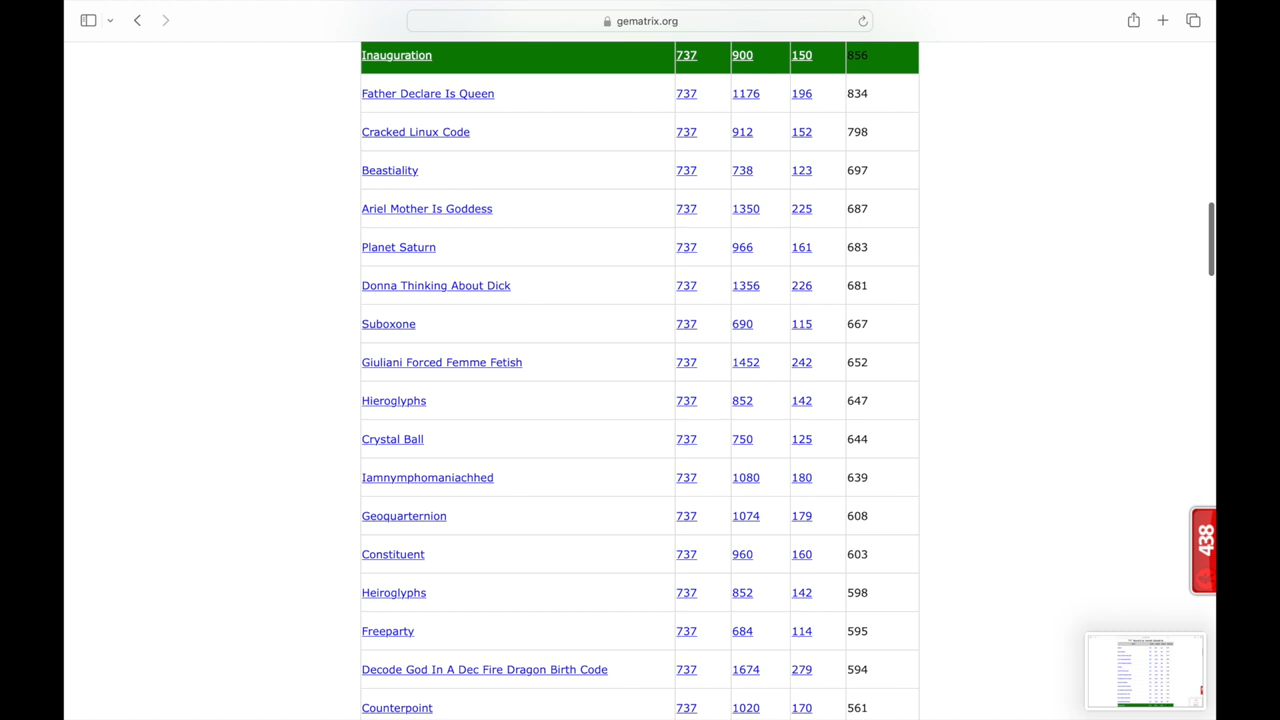 gematrix.org
Inauguration 737 900 150 856
Father Declare Is Queen 737 1176 196 834
Cracked Linux Code 737 912 152 798
Beastiality 737 738 123 697
Ariel Mother Is Goddess 737 1350 225 687
Planet Saturn 737 966 161 683
Donna Thinking About Dick 737 1356 226 681
Suboxone 737 690 115 667
Giuliani Forced Femme Fetish 737 1452 242 652
Hieroglyphs 737 852 142 647
Crystal Ball 737 750 125 644
Iamnymphomaniachhed 737 1080 180 639
Geoquarternion 737 1074 179 608
438
Constituent 737 960 160 603
Heiroglyphs 737 852 142 598
Freeparty 737 684 114 595
Decode God In A Dec Fire Dragon Birth Code 737 1674 279
Counterpoint 737 1020 170 561